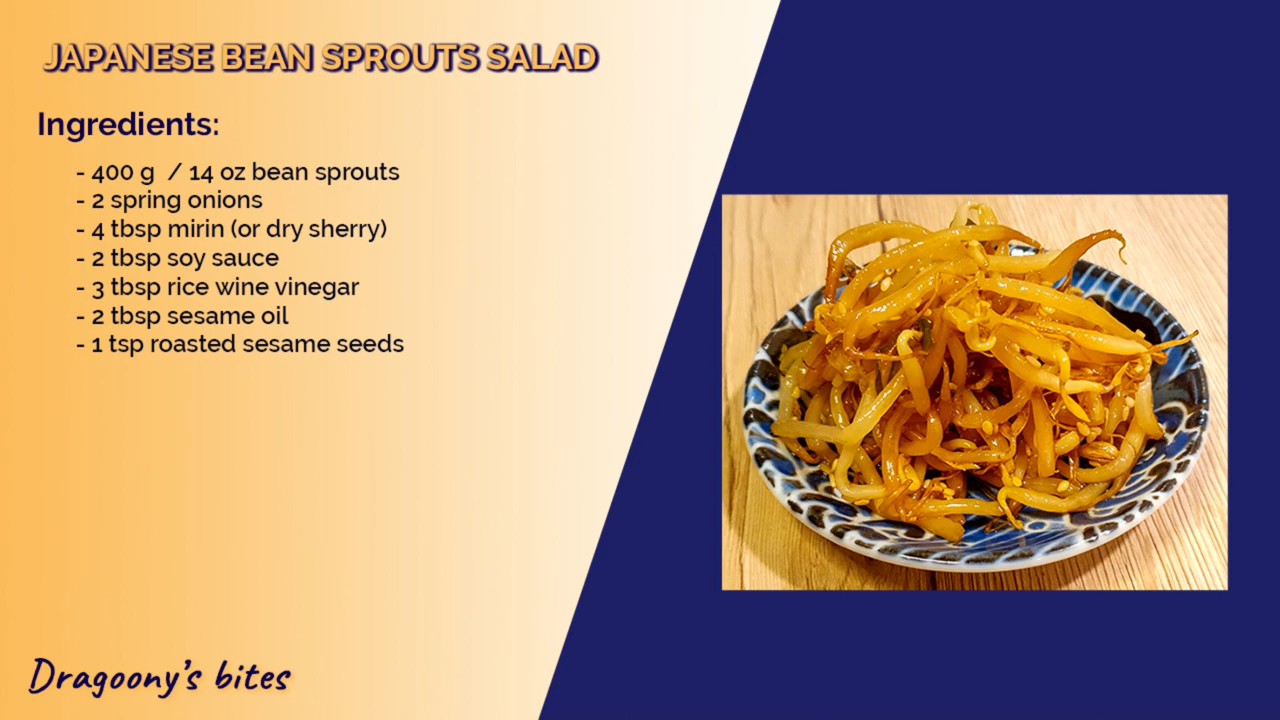 JAPANESE BEAN SPROUTS SALAD
Ingredients:
- 400 g / 14 oz bean sprouts
- 2 spring onions
- 4 tbsp mirin (or dry sherry)
- 2 tbsp soy sauce
- 3 tbsp rice wine vinegar
- 2 tbsp sesame oil
- 1 tsp roasted sesame seeds
Dragoony's bites